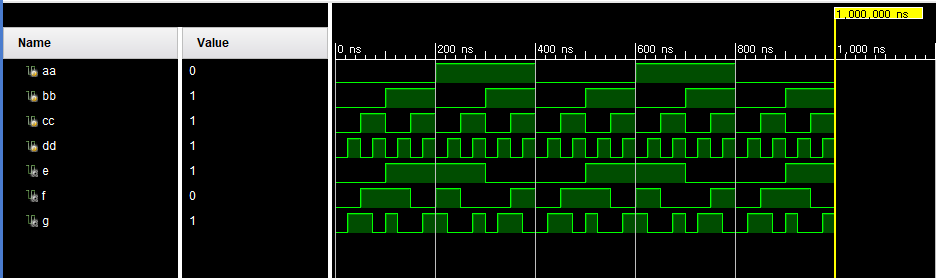 1,000,000 ns
Name Value
0 ns 200 ns 400 ns 600 ns 800 ns 1,000 ns
aa 0
bb 1
cc 1
dd 1
e 1
f 0
g 1